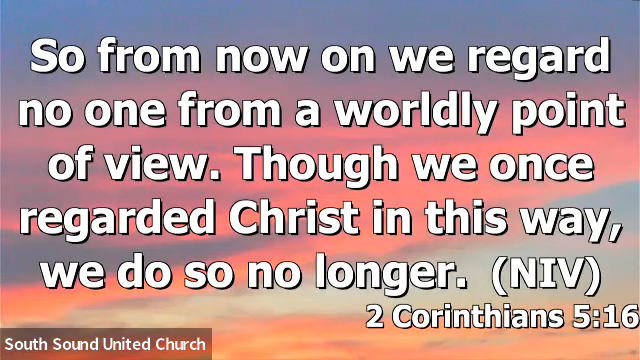 So from now on we regard
no one from a worldly point
of view. Though we once
regarded Christ in this way,
we do so no longer. (NIV)
2 Corinthians 5:16
South Sound United Church